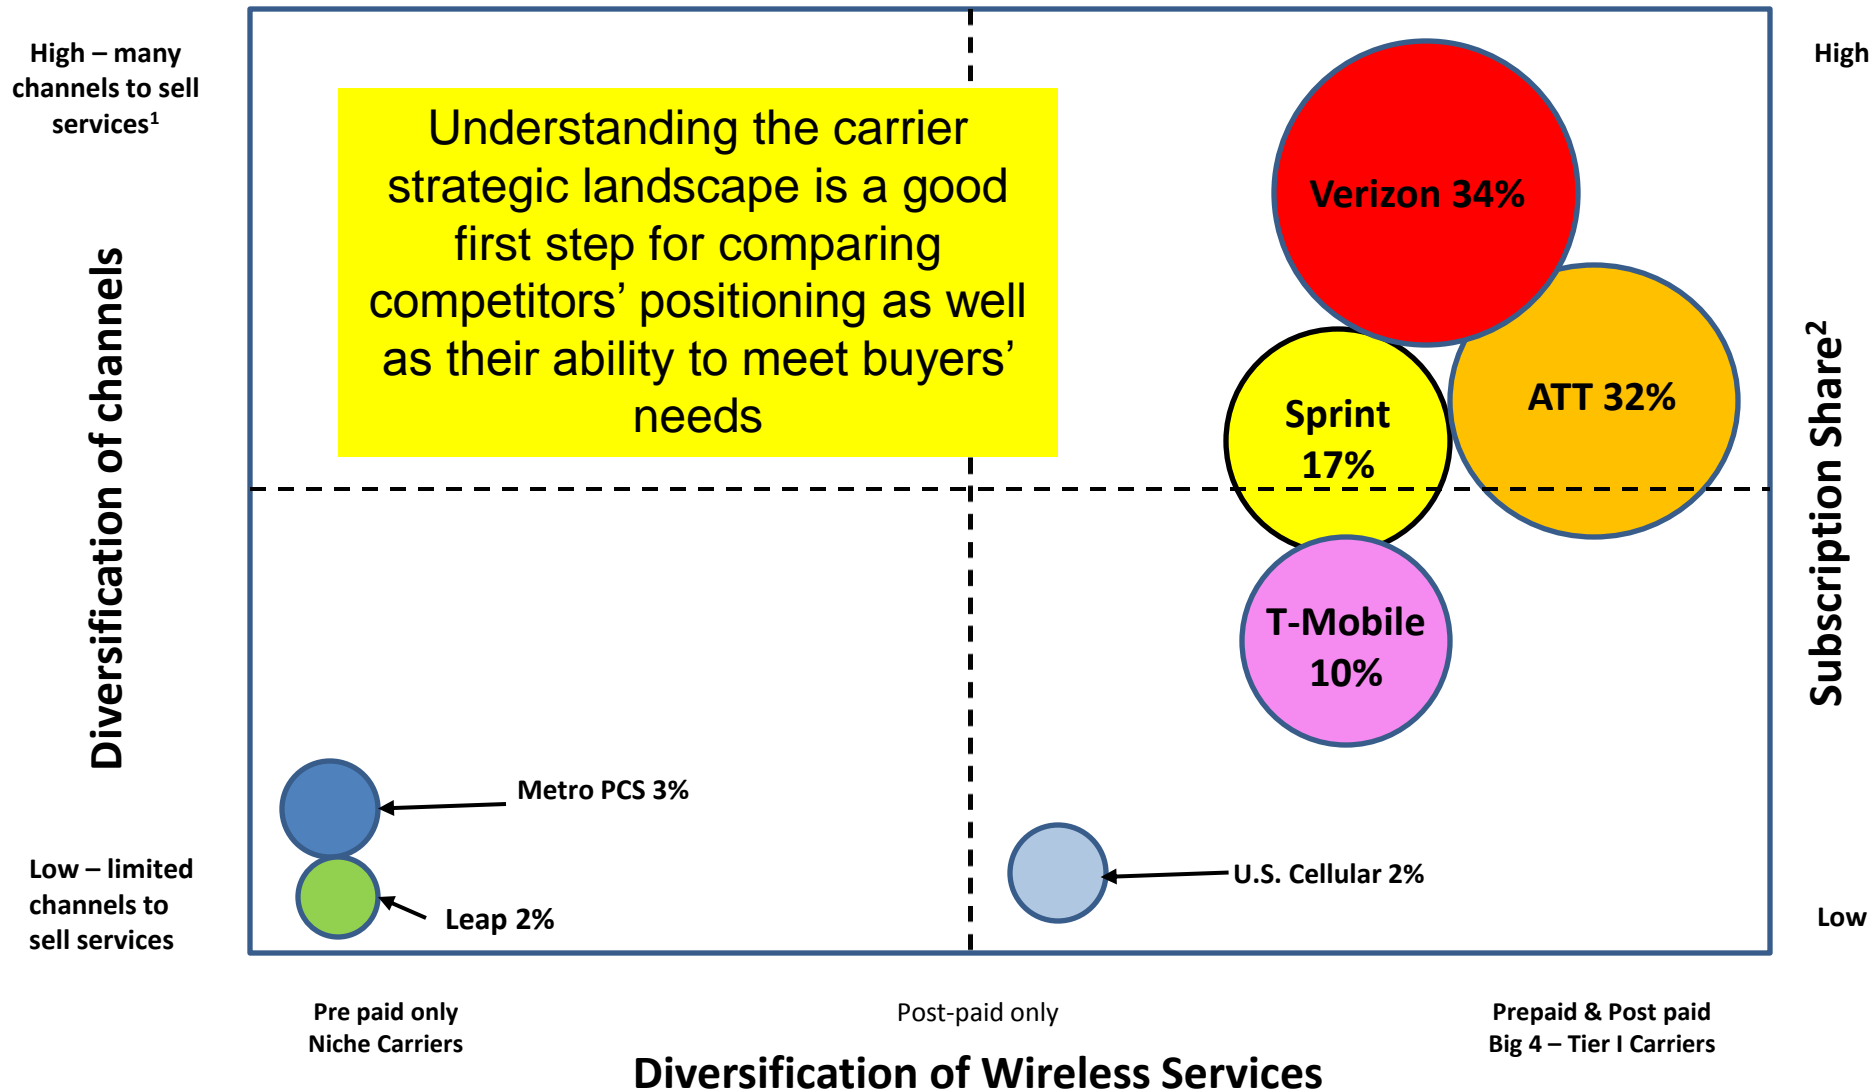 High – many
channels to sell
services¹
High
Understanding the carrier
strategic landscape is a good
first step for comparing
competitors’ positioning as well
as their ability to meet buyers’
needs
Verizon 34%
ATT 32%
Sprint
17%
T-Mobile
10%
Diversification of channels
Subscription Share²
Metro PCS 3%
Leap 2%
U.S. Cellular 2%
Low – limited
channels to
sell services
Low
Pre paid only
Niche Carriers
Post-paid only
Prepaid & Post paid
Big 4 – Tier I Carriers
Diversification of Wireless Services